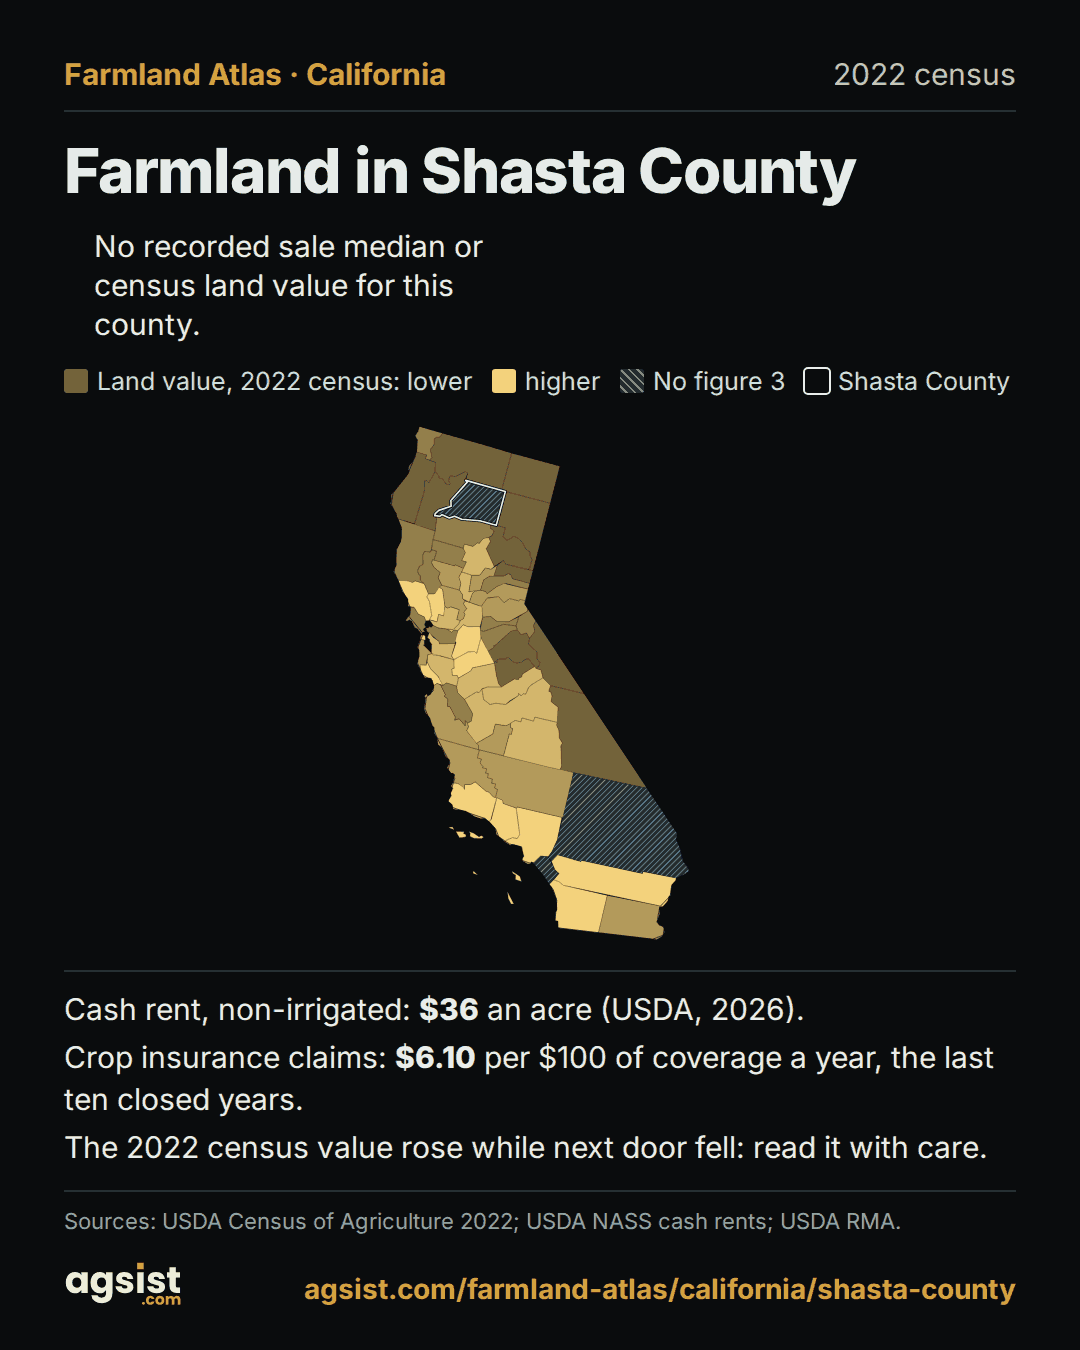 Farmland Atlas · California
2022 census
Farmland in Shasta County
No recorded sale median or
census land value for this
county.
Land value, 2022 census: lower
higher
No figure 3
Shasta County
Cash rent, non-irrigated: $36 an acre (USDA, 2026).
Crop insurance claims: $6.10 per $100 of coverage a year, the last
ten closed years.
The 2022 census value rose while next door fell: read it with care.
Sources: USDA Census of Agriculture 2022; USDA NASS cash rents; USDA RMA.
agsist
.com
agsist.com/farmland-atlas/california/shasta-county